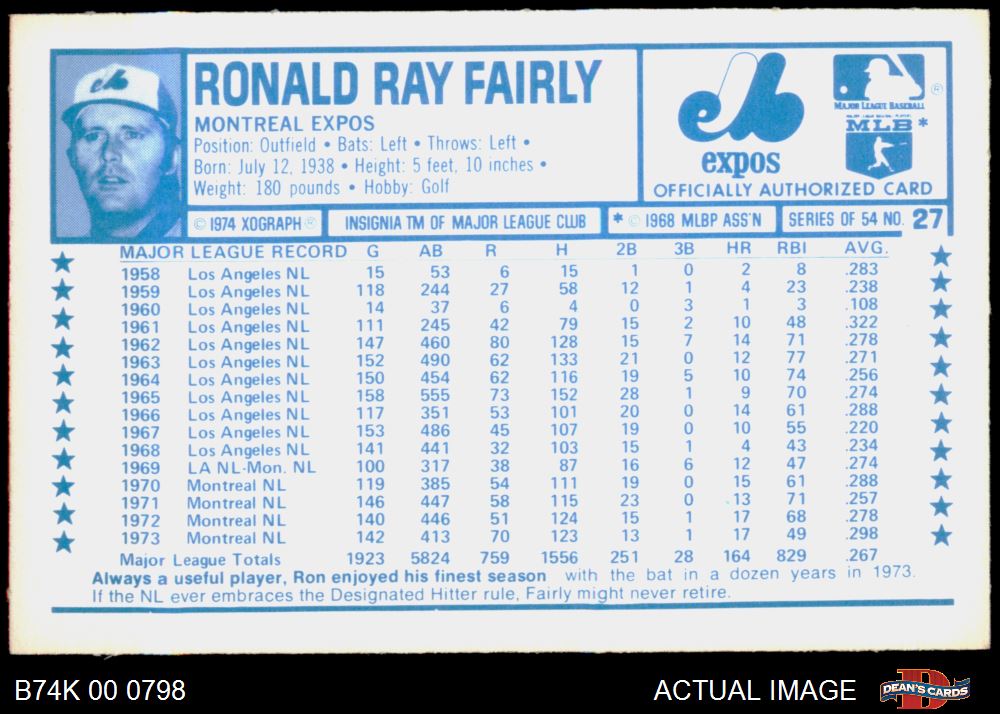 RONALD RAY FAIRLY
MONTREAL EXPOS
Position: Outfield • Bats: Left • Throws: Left •
Born: July 12, 1938 • Height: 5 feet, 10 inches •
Weight: 180 pounds • Hobby: Golf
elb
expos
MAJOR LEAGUE BASEBALL ®
MLB *
OFFICIALLY AUTHORIZED CARD
© 1974 XOGRAPH ® INSIGNIA TM OF MAJOR LEAGUE CLUB * © 1968 MLBP ASS'N SERIES OF 54 NO. 27
MAJOR LEAGUE RECORD G AB R H 2B 3B HR RBI AVG.
1958 Los Angeles NL 15 53 6 15 1 0 2 8 .283
1959 Los Angeles NL 118 244 27 58 12 1 4 23 .238
1960 Los Angeles NL 14 37 6 4 0 3 1 3 .108
1961 Los Angeles NL 111 245 42 79 15 2 10 48 .322
1962 Los Angeles NL 147 460 80 128 15 7 14 71 .278
1963 Los Angeles NL 152 490 62 133 21 0 12 77 .271
1964 Los Angeles NL 150 454 62 116 19 5 10 74 .256
1965 Los Angeles NL 158 555 73 152 28 1 9 70 .274
1966 Los Angeles NL 117 351 53 101 20 0 14 61 .288
1967 Los Angeles NL 153 486 45 107 19 0 10 55 .220
1968 Los Angeles NL 141 441 32 103 15 1 4 43 .234
1969 LA NL-Mon. NL 100 317 38 87 16 6 12 47 .274
1970 Montreal NL 119 385 54 111 19 0 15 61 .288
1971 Montreal NL 146 447 58 115 23 0 13 71 .257
1972 Montreal NL 140 446 51 124 15 1 17 68 .278
1973 Montreal NL 142 413 70 123 13 1 17 49 .298
Major League Totals 1923 5824 759 1556 251 28 164 829 .267
Always a useful player, Ron enjoyed his finest season with the bat in a dozen years in 1973.
If the NL ever embraces the Designated Hitter rule, Fairly might never retire.
B74K 00 0798
ACTUAL IMAGE
D
DEAN'S CARDS